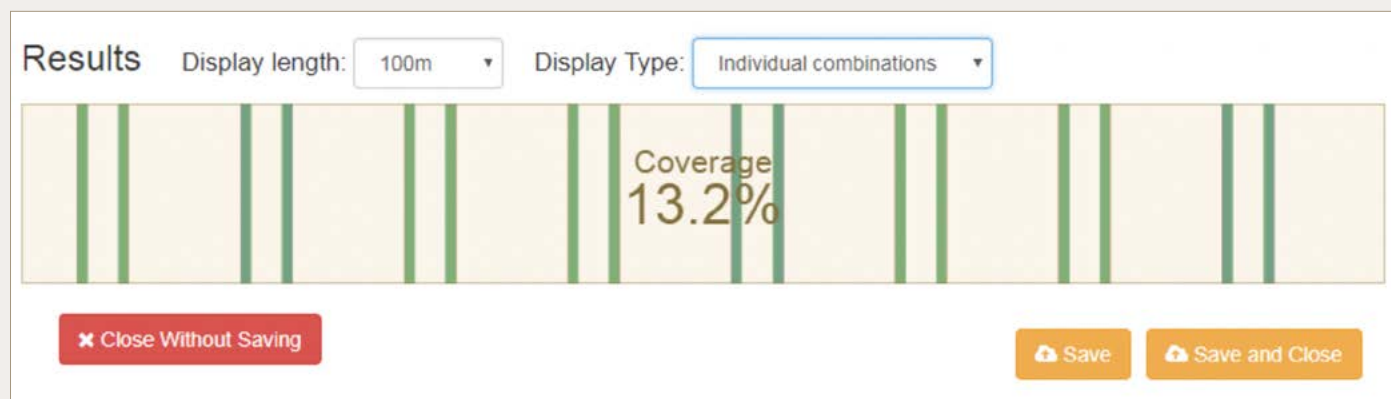 Results Display length: 100m Display Type: Individual combinations
Coverage
13.2%
Close Without Saving
Save Save and Close